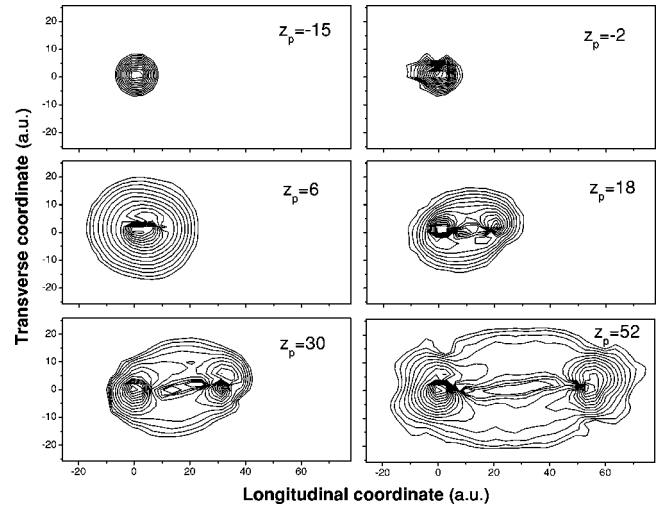 20
10
0
-10
-20
z_p=-15
z_p=-2
20
10
0
-10
-20
z_p=6
z_p=18
20
10
0
-10
-20
z_p=30
z_p=52
-20 0 20 40 60
-20 0 20 40 60
Transverse coordinate (a.u.)
Longitudinal coordinate (a.u.)